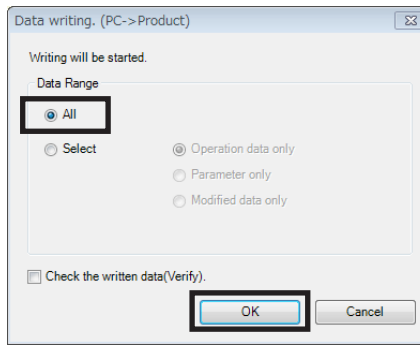 Data writing. (PC->Product)
Writing will be started.
Data Range
All
Select
Operation data only
Parameter only
Modified data only
Check the written data(Verify).
OK Cancel